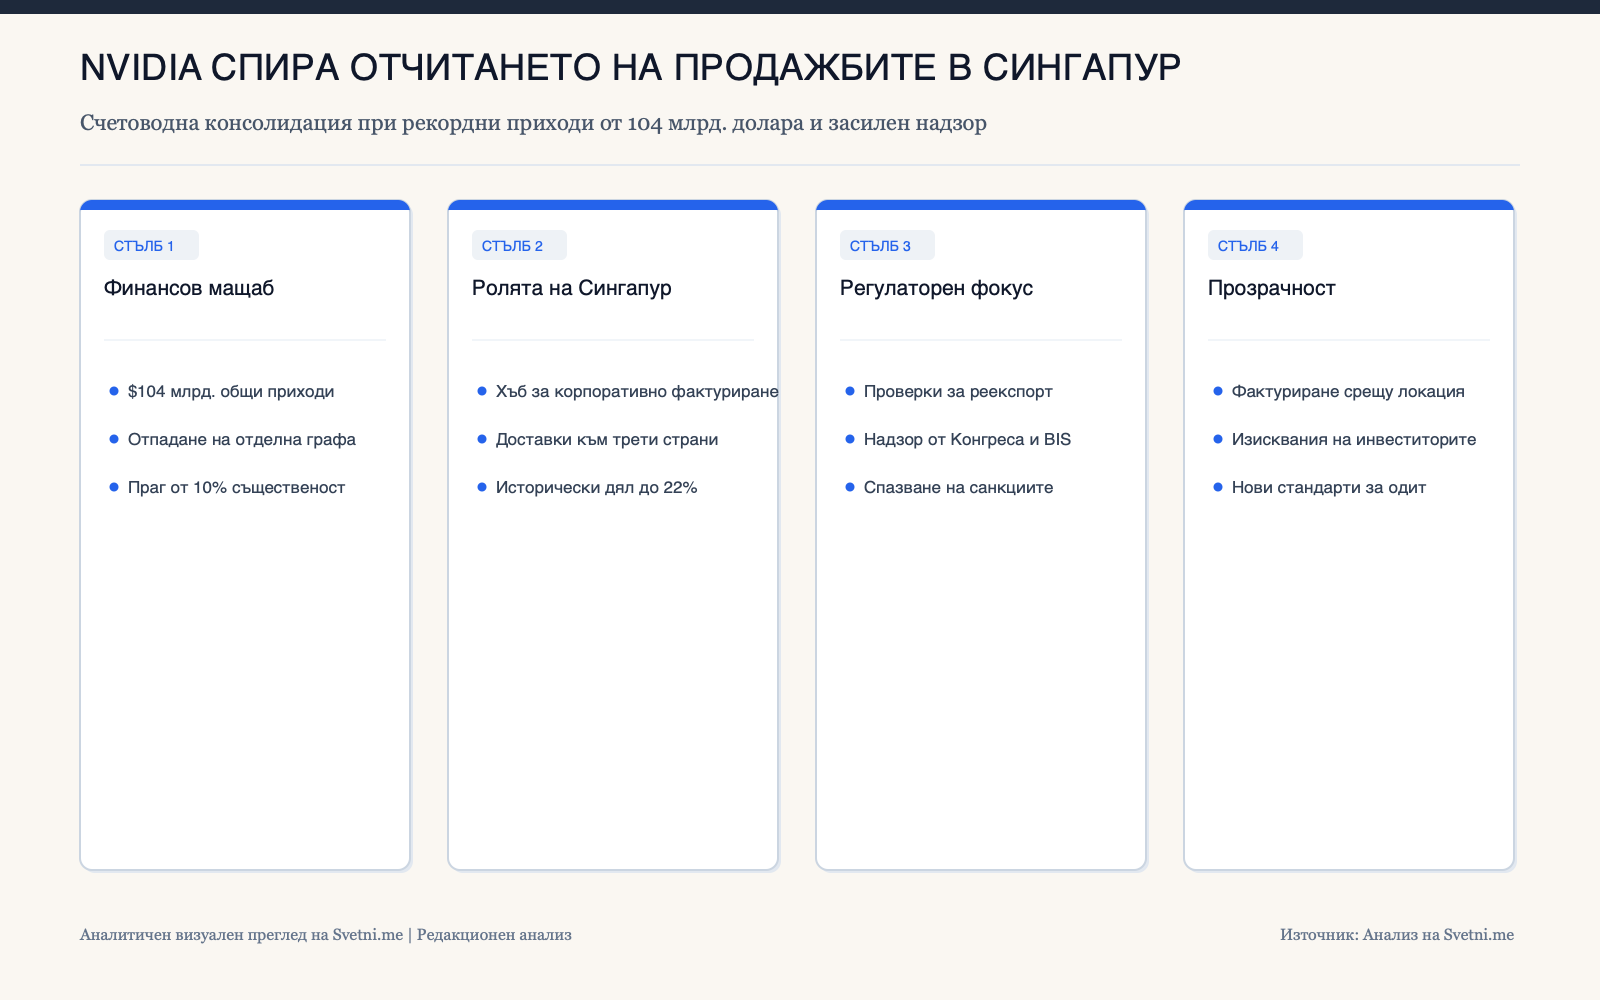 NVIDIA СПИРА ОТЧИТАНЕТО НА ПРОДАЖБИТЕ В СИНГАПУР
Счетоводна консолидация при рекордни приходи от 104 млрд. долара и засилен надзор
СТЪЛБ 1
Финансов мащаб
$104 млрд. общи приходи
Отпадане на отделна графа
Праг от 10% същественост
СТЪЛБ 2
Ролята на Сингапур
Хъб за корпоративно фактуриране
Доставки към трети страни
Исторически дял до 22%
СТЪЛБ 3
Регулаторен фокус
Проверки за реекспорт
Надзор от Конгреса и BIS
Спазване на санкциите
СТЪЛБ 4
Прозрачност
Фактуриране срещу локация
Изисквания на инвеститорите
Нови стандарти за одит
Аналитичен визуален преглед на Svetni.me | Редакционен анализ
Източник: Анализ на Svetni.me